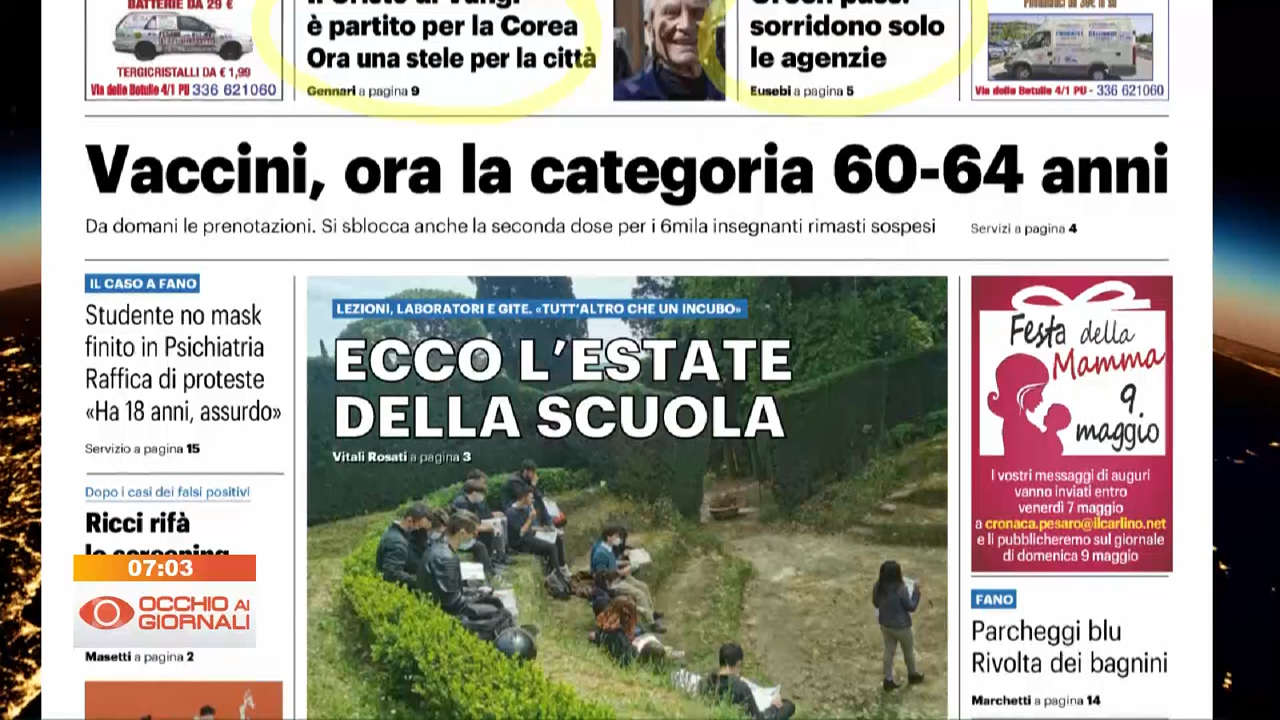 BATTERIE DA 29 €
TERGICRISTALLI DA € 1,99
Via delle Betulle 4/1 PU 336 621060
è partito per la Corea
Ora una stele per la città
Gennari a pagina 9
sorridono solo
le agenzie
Eusebi a pagina 5
Via delle Betulle 4/1 PU - 336 621060
Vaccini, ora la categoria 60-64 anni
Da domani le prenotazioni. Si sblocca anche la seconda dose per i 6mila insegnanti rimasti sospesi
Servizi a pagina 4
IL CASO A FANO
Studente no mask
finito in Psichiatria
Raffica di proteste
«Ha 18 anni, assurdo»
Servizio a pagina 15
Dopo i casi dei falsi positivi
Ricci rifà
lo screening
07:03
OCCHIO AI
GIORNALI
Masetti a pagina 2
LEZIONI, LABORATORI E GITE. «TUTT'ALTRO CHE UN INCUBO»
ECCO L'ESTATE
DELLA SCUOLA
Vitali Rosati a pagina 3
Festa della
Mamma
9
maggio
I vostri messaggi di auguri
vanno inviati entro
venerdì 7 maggio
a cronaca.pesaro@ilcarlino.net
e li pubblicheremo sul giornale
di domenica 9 maggio
FANO
Parcheggi blu
Rivolta dei bagnini
Marchetti a pagina 14